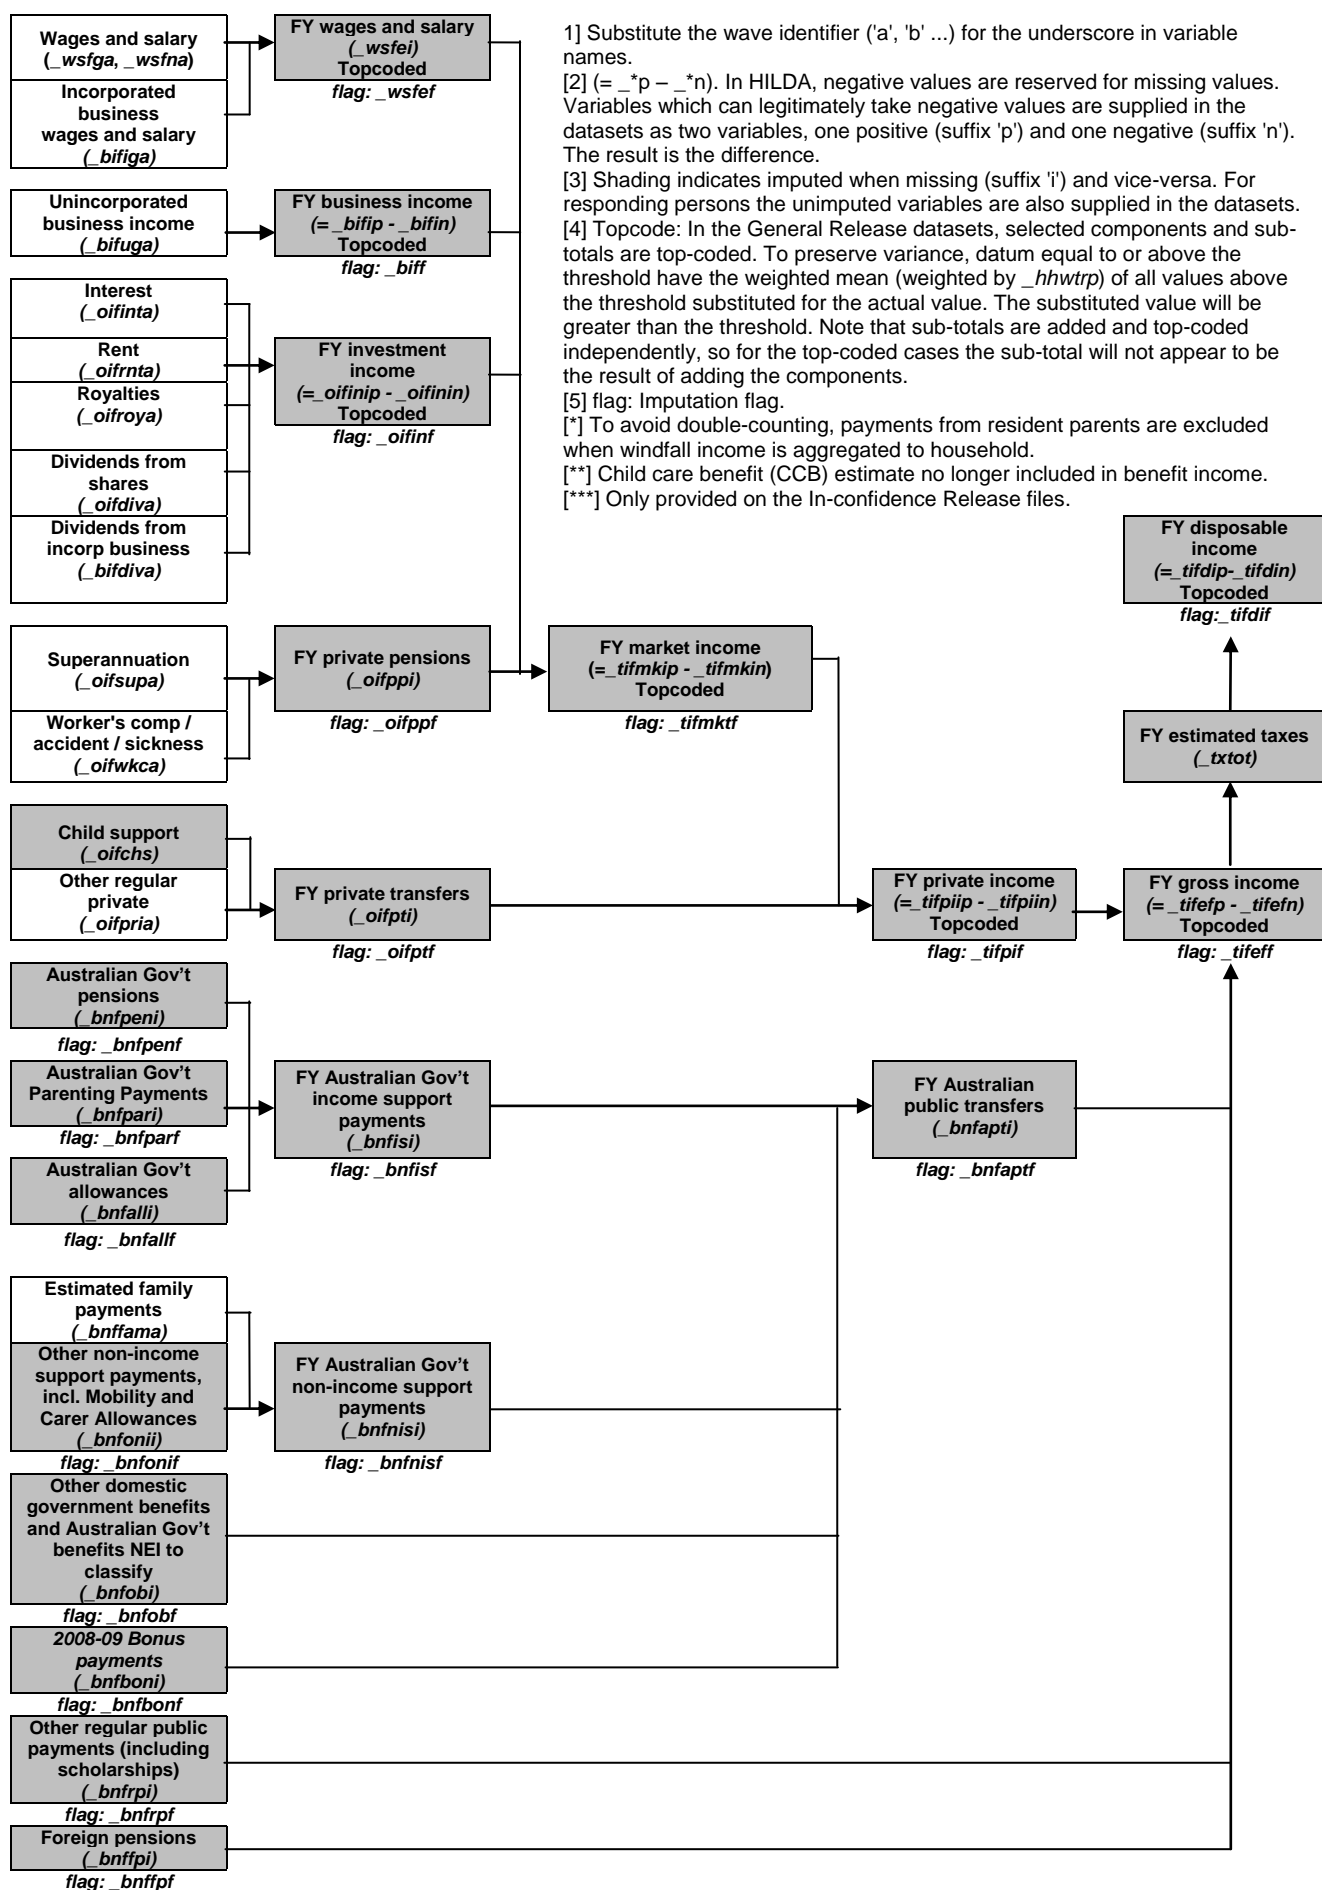 Wages and salary
(_wsfga, _wsfna)
Incorporated
business
wages and salary
(_bifiga)
FY wages and salary
(_wsfei)
Topcoded
flag: _wsfef
1] Substitute the wave identifier ('a', 'b' ...) for the underscore in variable
names.
[2] (= _*p – _*n). In HILDA, negative values are reserved for missing values.
Variables which can legitimately take negative values are supplied in the
datasets as two variables, one positive (suffix 'p') and one negative (suffix 'n').
The result is the difference.
[3] Shading indicates imputed when missing (suffix 'i') and vice-versa. For
responding persons the unimputed variables are also supplied in the datasets.
[4] Topcode: In the General Release datasets, selected components and sub-
totals are top-coded. To preserve variance, datum equal to or above the
threshold have the weighted mean (weighted by _hhwtrp) of all values above
the threshold substituted for the actual value. The substituted value will be
greater than the threshold. Note that sub-totals are added and top-coded
independently, so for the top-coded cases the sub-total will not appear to be
the result of adding the components.
[5] flag: Imputation flag.
[*] To avoid double-counting, payments from resident parents are excluded
when windfall income is aggregated to household.
[**] Child care benefit (CCB) estimate no longer included in benefit income.
[***] Only provided on the In-confidence Release files.
Unincorporated
business income
(_bifuga)
FY business income
(= _bifip - _bifin)
Topcoded
flag: _biff
Interest
(_oifinta)
Rent
(_oifrnta)
Royalties
(_oifroya)
Dividends from
shares
(_oifdiva)
Dividends from
incorp business
(_bifdiva)
FY investment
income
(=_oifinip - _oifinin)
Topcoded
flag: _oifinf
FY disposable
income
(=_tifdip-_tifdin)
Topcoded
flag:_tifdif
Superannuation
(_oifsupa)
Worker's comp /
accident / sickness
(_oifwkca)
FY private pensions
(_oifppi)
flag: _oifppf
FY market income
(=_tifmkip - _tifmkin)
Topcoded
flag: _tifmktf
FY estimated taxes
(_txtot)
Child support
(_oifchs)
Other regular
private
(_oifpria)
FY private transfers
(_oifpti)
flag: _oifptf
FY private income
(=_tifpiip - _tifpiin)
Topcoded
flag: _tifpif
FY gross income
(= _tifefp - _tifefn)
Topcoded
flag: _tifeff
Australian Gov't
pensions
(_bnfpeni)
flag: _bnfpenf
Australian Gov't
Parenting Payments
(_bnfpari)
flag: _bnfparf
Australian Gov't
allowances
(_bnfalli)
flag: _bnfallf
FY Australian Gov't
income support
payments
(_bnfisi)
flag: _bnfisf
FY Australian
public transfers
(_bnfapti)
flag: _bnfaptf
Estimated family
payments
(_bnffama)
Other non-income
support payments,
incl. Mobility and
Carer Allowances
(_bnfonii)
flag: _bnfonif
FY Australian Gov't
non-income support
payments
(_bnfnisi)
flag: _bnfnisf
Other domestic
government benefits
and Australian Gov't
benefits NEI to
classify
(_bnfobi)
flag: _bnfobf
2008-09 Bonus
payments
(_bnfboni)
flag: _bnfbonf
Other regular public
payments (including
scholarships)
(_bnfrpi)
flag: _bnfrpf
Foreign pensions
(_bnffpi)
flag: _bnffpf